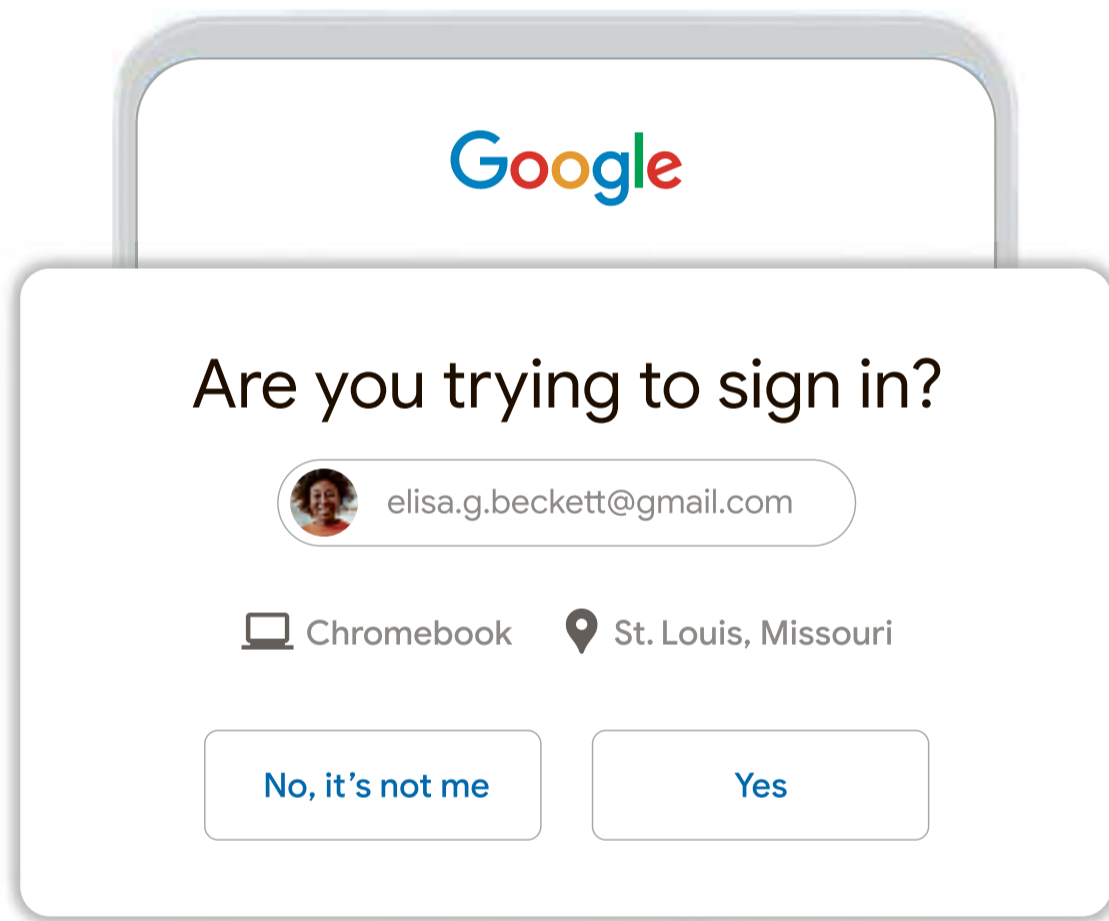 Google
Are you trying to sign in?
elisa.g.beckett@gmail.com
Chromebook St. Louis, Missouri
No, it’s not me Yes